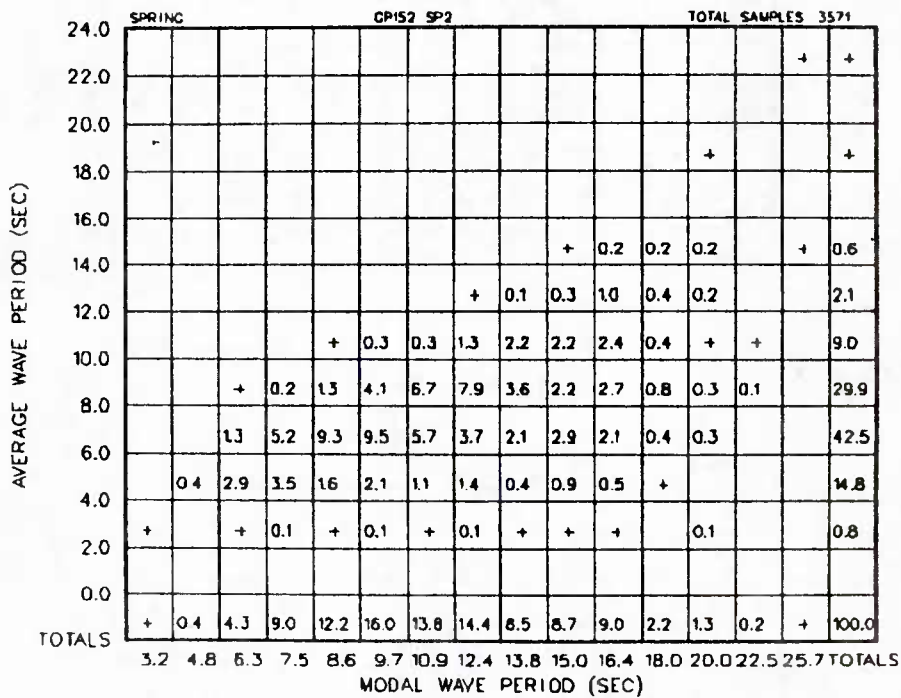 SPRING GP152 SP2 TOTAL SAMPLES 3571
24.0
+ +
22.0
20.0
+ +
18.0
16.0
+ 0.2 0.2 0.2 + 0.6
14.0
+ 0.1 0.3 1.0 0.4 0.2 2.1
12.0
+ 0.3 0.3 1.3 2.2 2.2 2.4 0.4 + + 9.0
10.0
+ 0.2 1.3 4.1 6.7 7.9 3.6 2.2 2.7 0.8 0.3 0.1 29.9
8.0
1.3 5.2 9.3 9.5 5.7 3.7 2.1 2.9 2.1 0.4 0.3 42.5
6.0
0.4 2.9 3.5 1.6 2.1 1.1 1.4 0.4 0.9 0.5 + 14.8
4.0
+ + 0.1 + 0.1 + 0.1 + + + 0.1 0.8
2.0
0.0
TOTALS + 0.4 4.3 9.0 12.2 16.0 13.8 14.4 8.5 8.7 9.0 2.2 1.3 0.2 + 100.0
3.2 4.8 6.3 7.5 8.6 9.7 10.9 12.4 13.8 15.0 16.4 18.0 20.0 22.5 25.7 TOTALS
MODAL WAVE PERIOD (SEC)
AVERAGE WAVE PERIOD (SEC)